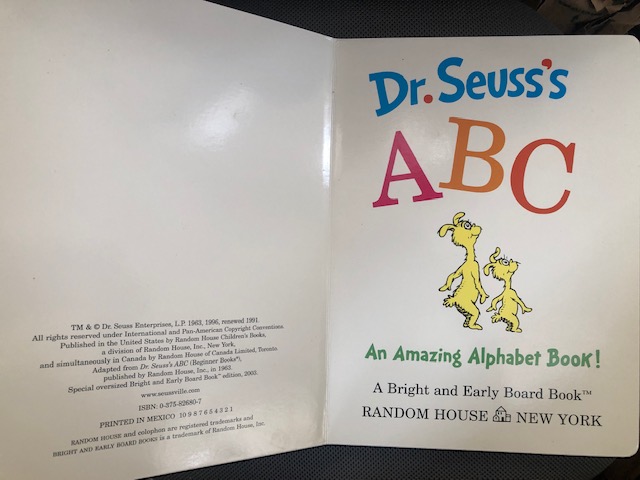 TM & © Dr. Seuss Enterprises, L.P. 1963, 1996, renewed 1991.
All rights reserved under International and Pan-American Copyright Conventions
Published in the United States by Random House Children's Books,
a division of Random House, Inc., New York,
and simultaneously in Canada by Random House of Canada Limited, Toronto.
Adapted from Dr. Seuss's ABC (Beginner Books®),
published by Random House, Inc., in 1963.
Special oversized Bright and Early Board Book™ edition, 2003.
www.seussville.com
ISBN: 0-375-82680-7
PRINTED IN MEXICO 10 9 8 7 6 5 4 3 2 1
RANDOM HOUSE and colophon are registered trademarks and
BRIGHT AND EARLY BOARD BOOKS is a trademark of Random House, Inc.
Dr. Seuss's
ABC
An Amazing Alphabet Book!
A Bright and Early Board Book™
RANDOM HOUSE NEW YORK